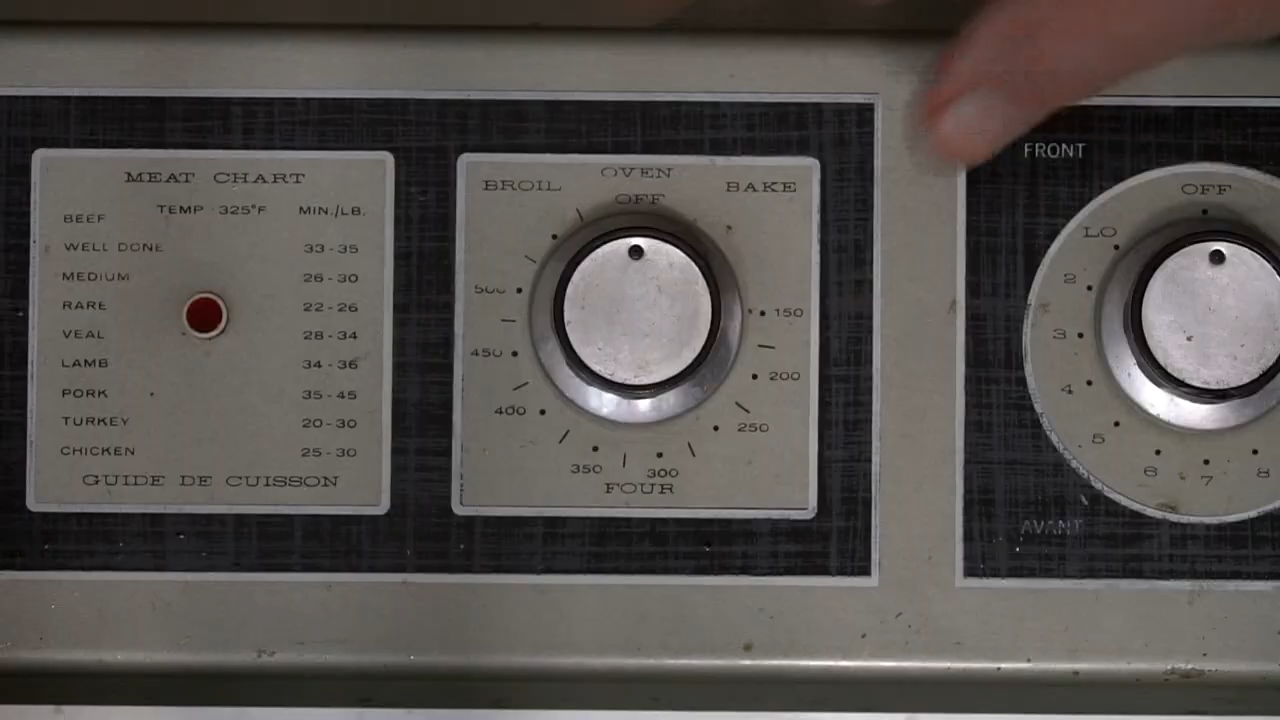 MEAT CHART
TEMP 325°F MIN./LB.
BEEF
WELL DONE 33-35
MEDIUM 26-30
RARE 22-26
VEAL 28-34
LAMB 34-36
PORK 35-45
TURKEY 20-30
CHICKEN 25-30
GUIDE DE CUISSON
OVEN
BROIL OFF BAKE
500
150
450
200
400
250
350
300
FOUR
FRONT
OFF
LO
2
3
4
5
6
7
8
AVANT